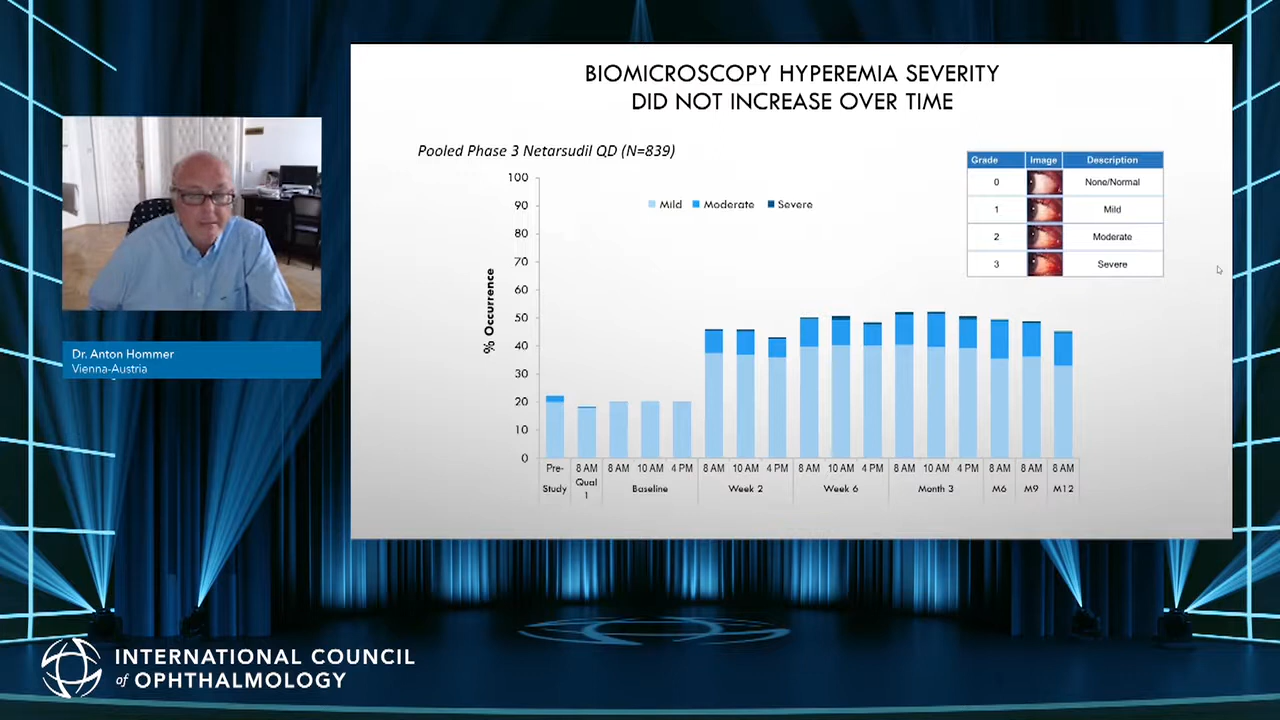 BIOMICROSCOPY HYPEREMIA SEVERITY
DID NOT INCREASE OVER TIME
Pooled Phase 3 Netarsudil QD (N=839)
Grade Image Description
0 None/Normal
1 Mild
2 Moderate
3 Severe
Mild Moderate Severe
% Occurrence
100
90
80
70
60
50
40
30
20
10
0
Pre- 8 AM 8 AM 10 AM 4 PM 8 AM 10 AM 4 PM 8 AM 10 AM 4 PM 8 AM 10 AM 4 PM 8 AM 8 AM 8 AM
Study Qual 1 Baseline Week 2 Week 6 Month 3 M6 M9 M12
Dr. Anton Hommer
Vienna-Austria
INTERNATIONAL COUNCIL
of OPHTHALMOLOGY